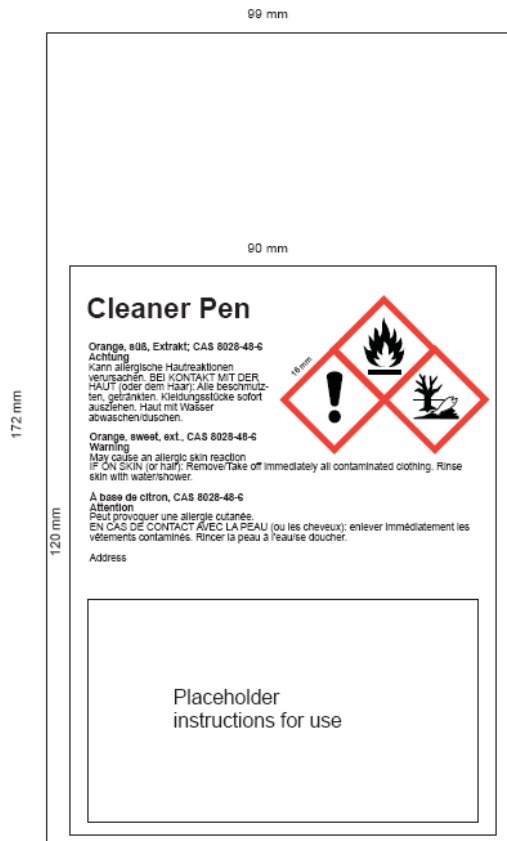 99 mm
172 mm
90 mm
120 mm
Cleaner Pen
16 mm
Orange, süß, Extrakt; CAS 8028-48-6
Achtung
Kann allergische Hautreaktionen
verursachen. BEI KONTAKT MIT DER
HAUT (oder dem Haar): Alle beschmutz-
ten, getränkten. Kleidungsstücke sofort
ausziehen. Haut mit Wasser
abwaschen/duschen.
Orange, sweet, ext., CAS 8028-48-6
Warning
May cause an allergic skin reaction
IF ON SKIN (or hair): Remove/Take off immediately all contaminated clothing. Rinse
skin with water/shower.
À base de citron, CAS 8028-48-6
Attention
Peut provoquer une allergie cutanée.
EN CAS DE CONTACT AVEC LA PEAU (ou les cheveux): enlever immédiatement les
vêtements contaminés. Rincer la peau à l'eau/se doucher.
Address
Placeholder
instructions for use